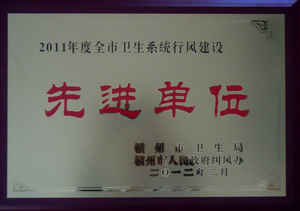 2011年度全市卫生系统行风建设
先进单位
赣州市卫生局
赣州市人民政府纠风办
二〇一二年二月